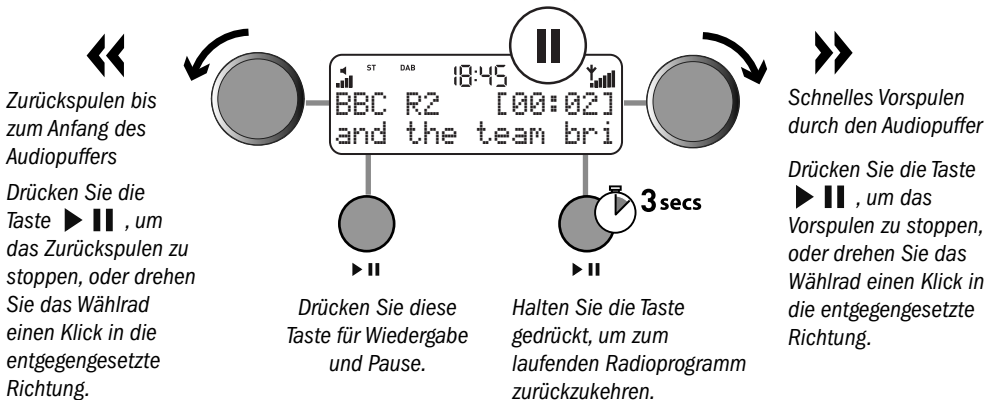 Zurückspulen bis
zum Anfang des
Audiopuffers
Drücken Sie die
Taste ▶ ❚❚ , um
das Zurückspulen zu
stoppen, oder drehen
Sie das Wählrad
einen Klick in die
entgegengesetzte
Richtung.
ST DAB 18:45
BBC R2 [00:02]
and the team bri
3 secs
▶❚❚
Drücken Sie diese
Taste für Wiedergabe
und Pause.
▶❚❚
Halten Sie die Taste
gedrückt, um zum
laufenden Radioprogramm
zurückzukehren.
Schnelles Vorspulen
durch den Audiopuffer
Drücken Sie die Taste
▶ ❚❚ , um das
Vorspulen zu stoppen,
oder drehen Sie das
Wählrad einen Klick in
die entgegengesetzte
Richtung.